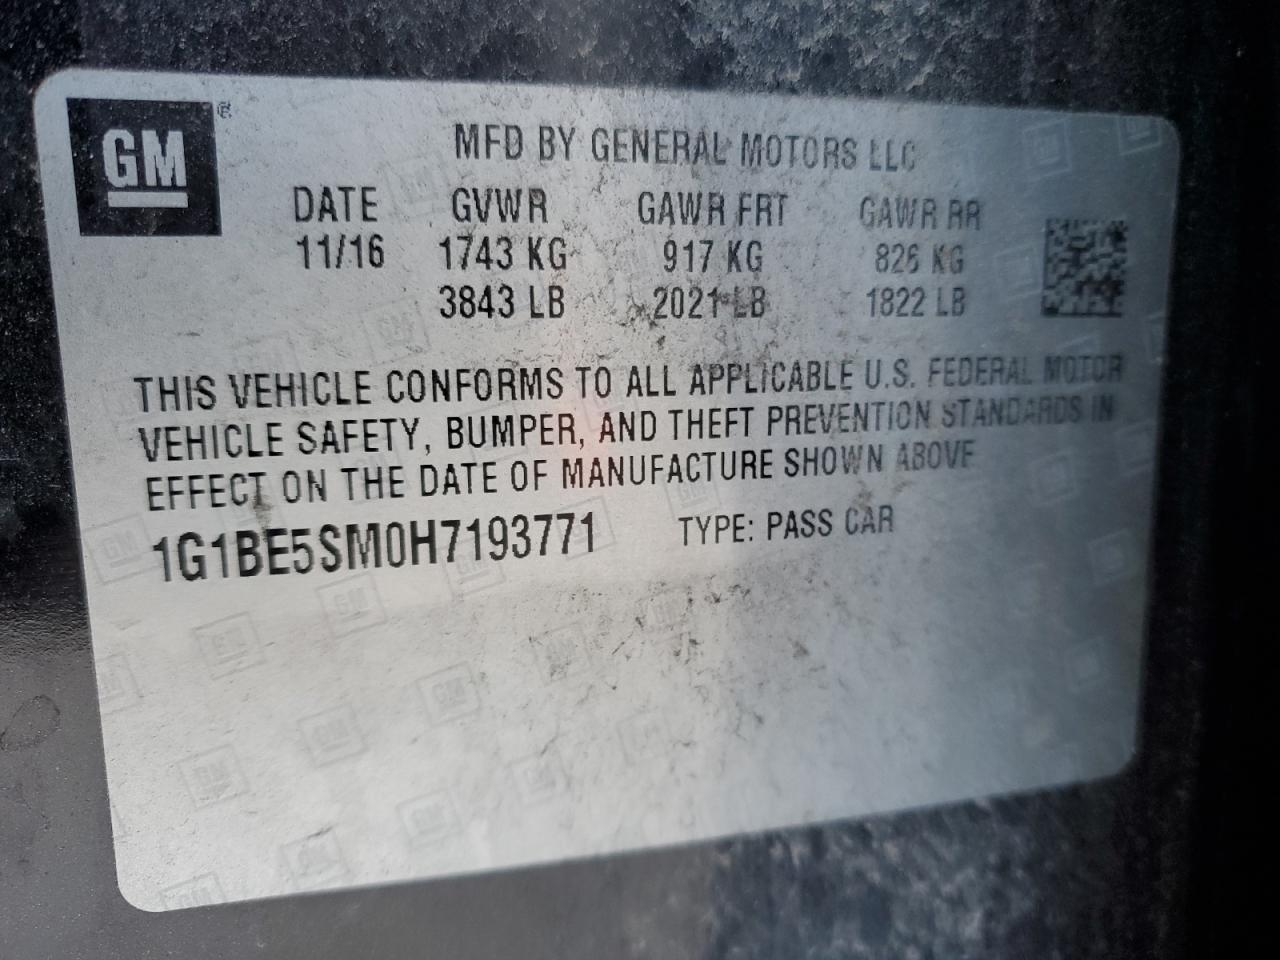 GM®
MFD BY GENERAL MOTORS LLC
DATE GVWR GAWR FRT GAWR RR
11/16 1743 KG 917 KG 826 KG
3843 LB 2021 LB 1822 LB
THIS VEHICLE CONFORMS TO ALL APPLICABLE U.S. FEDERAL MOTOR
VEHICLE SAFETY, BUMPER, AND THEFT PREVENTION STANDARDS IN
EFFECT ON THE DATE OF MANUFACTURE SHOWN ABOVE
1G1BE5SM0H7193771 TYPE: PASS CAR